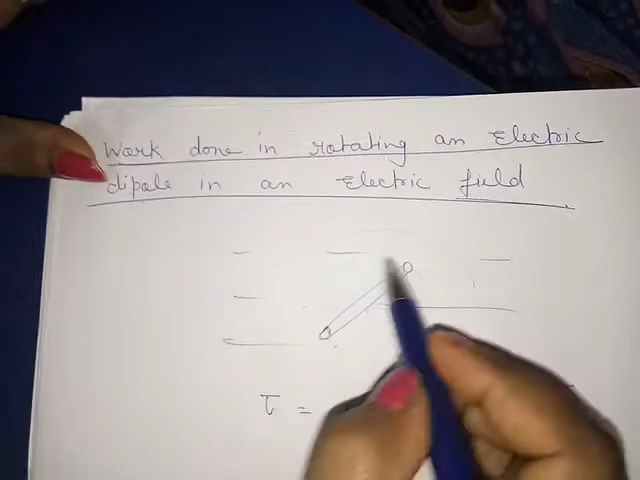 Work done in rotating an Electric
dipole in an Electric field
τ =